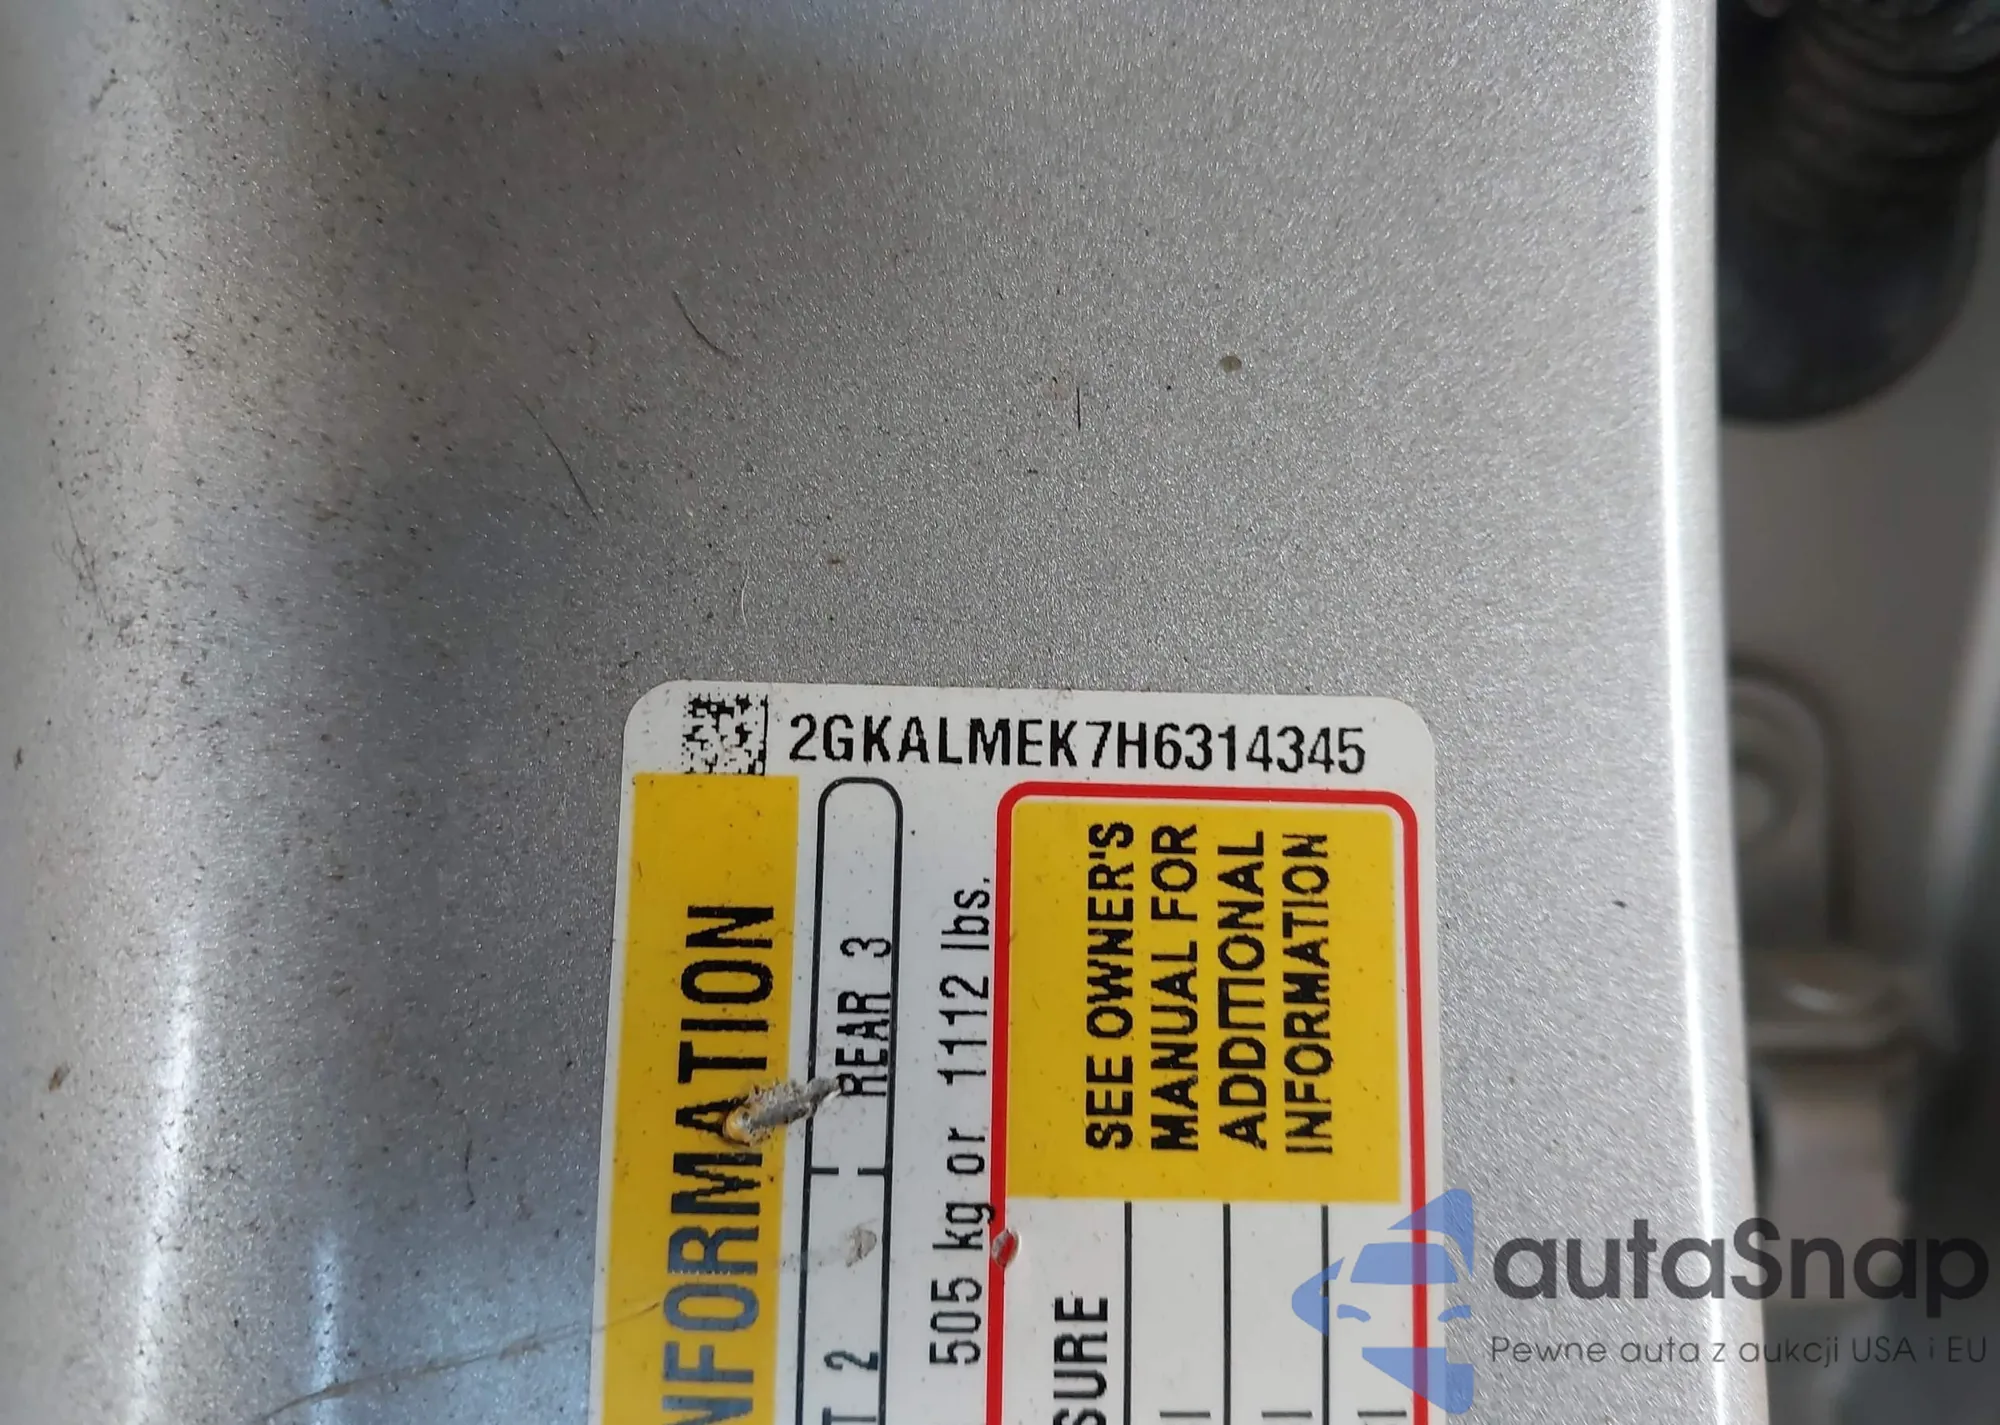 2GKALMEK7H6314345
INFORMATION
REAR 3
T 2
505 kg or 1112 lbs.
SEE OWNER'S
MANUAL FOR
ADDITIONAL
INFORMATION
SURE
autaSnap
Pewne auta z aukcji USA i EU